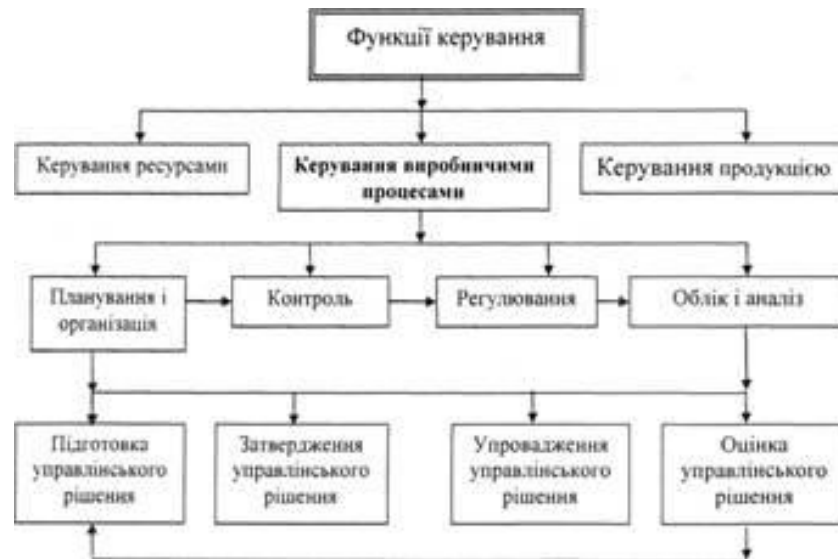 Функції керування
Керування ресурсами
Керування виробничими
процесами
Керування продукцією
Планування і
організація
Контроль
Регулювання
Облік і аналіз
Підготовка
управлінського
рішення
Затвердження
управлінського
рішення
Упровадження
управлінського
рішення
Оцінка
управлінського
рішення